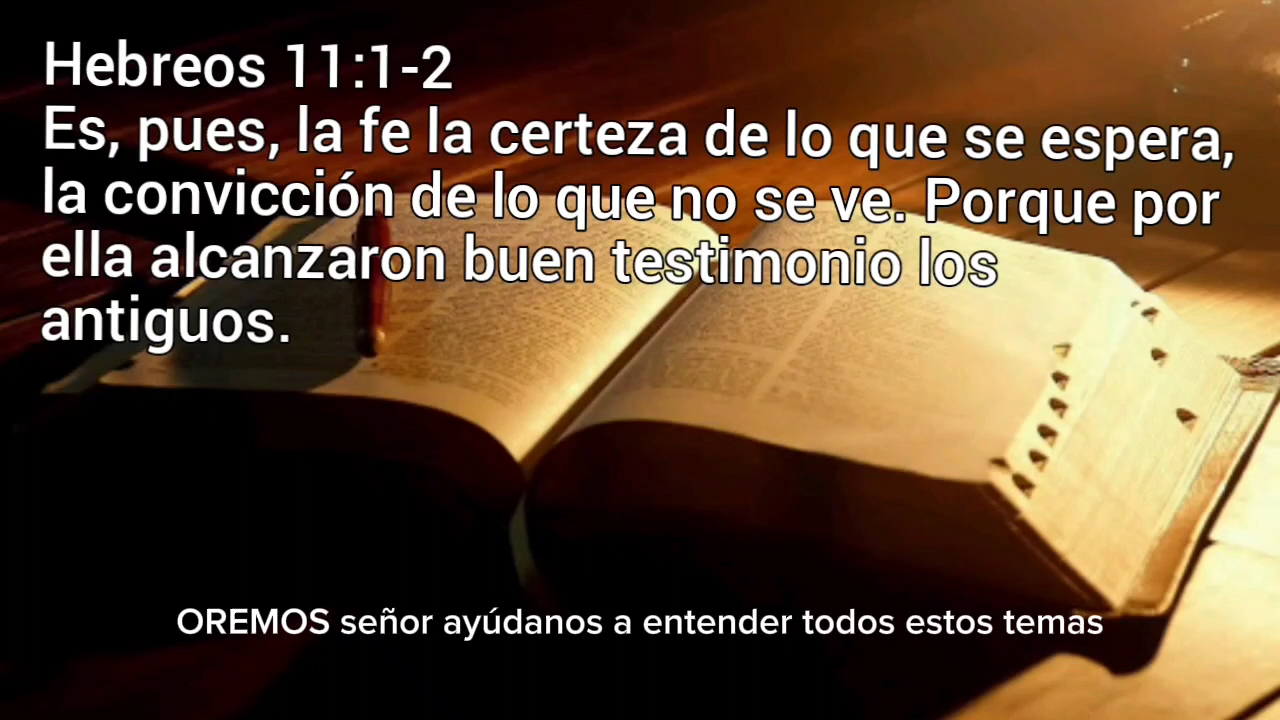 Hebreos 11:1-2
Es, pues, la fe la certeza de lo que se espera,
la convicción de lo que no se ve. Porque por
ella alcanzaron buen testimonio los
antiguos.
OREMOS señor ayúdanos a entender todos estos temas